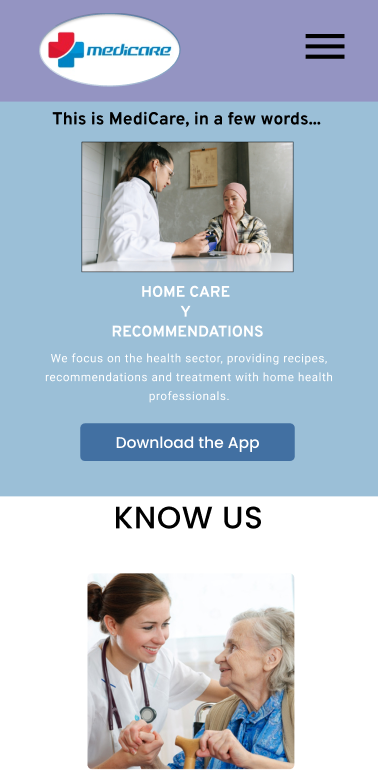 medicare
This is MediCare, in a few words...
HOME CARE
Y
RECOMMENDATIONS
We focus on the health sector, providing recipes,
recommendations and treatment with home health
professionals.
Download the App
KNOW US